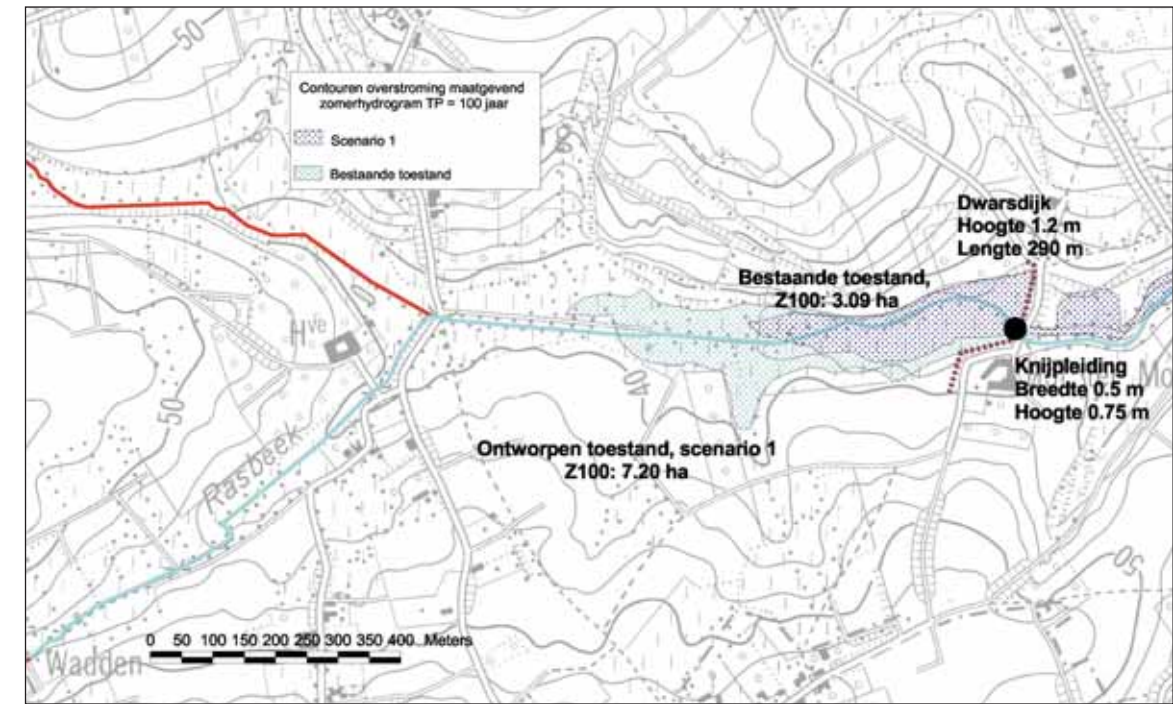 50
Contouren overstroming maatgevend
zomerhydrogram TP = 100 jaar
Scenario 1
Bestaande toestand
Dwarsdijk
Hoogte 1.2 m
Lengte 290 m
Bestaande toestand,
Z100: 3.09 ha
Hve
40
50
Knijpleiding
Breedte 0.5 m
Hoogte 0.75 m
Mo
Ontworpen toestand, scenario 1
Z100: 7.20 ha
Rasbeek
50
0 50 100 150 200 250 300 350 400 Meters
Wadden